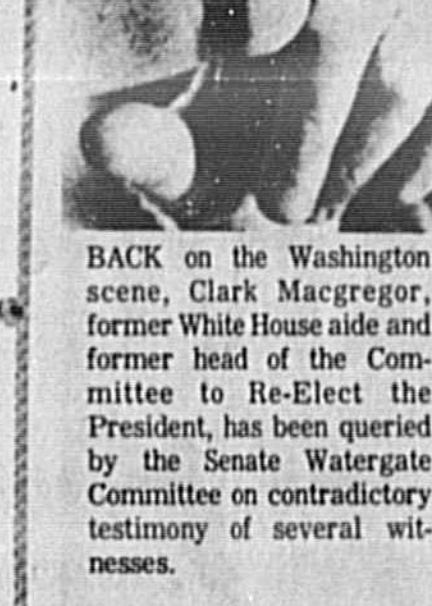 BACK on the Washington
scene, Clark Macgregor,
former White House aide and
former head of the Com-
mittee to Re-Elect the
President, has been queried
by the Senate Watergate
Committee on contradictory
testimony of several wit-
nesses.